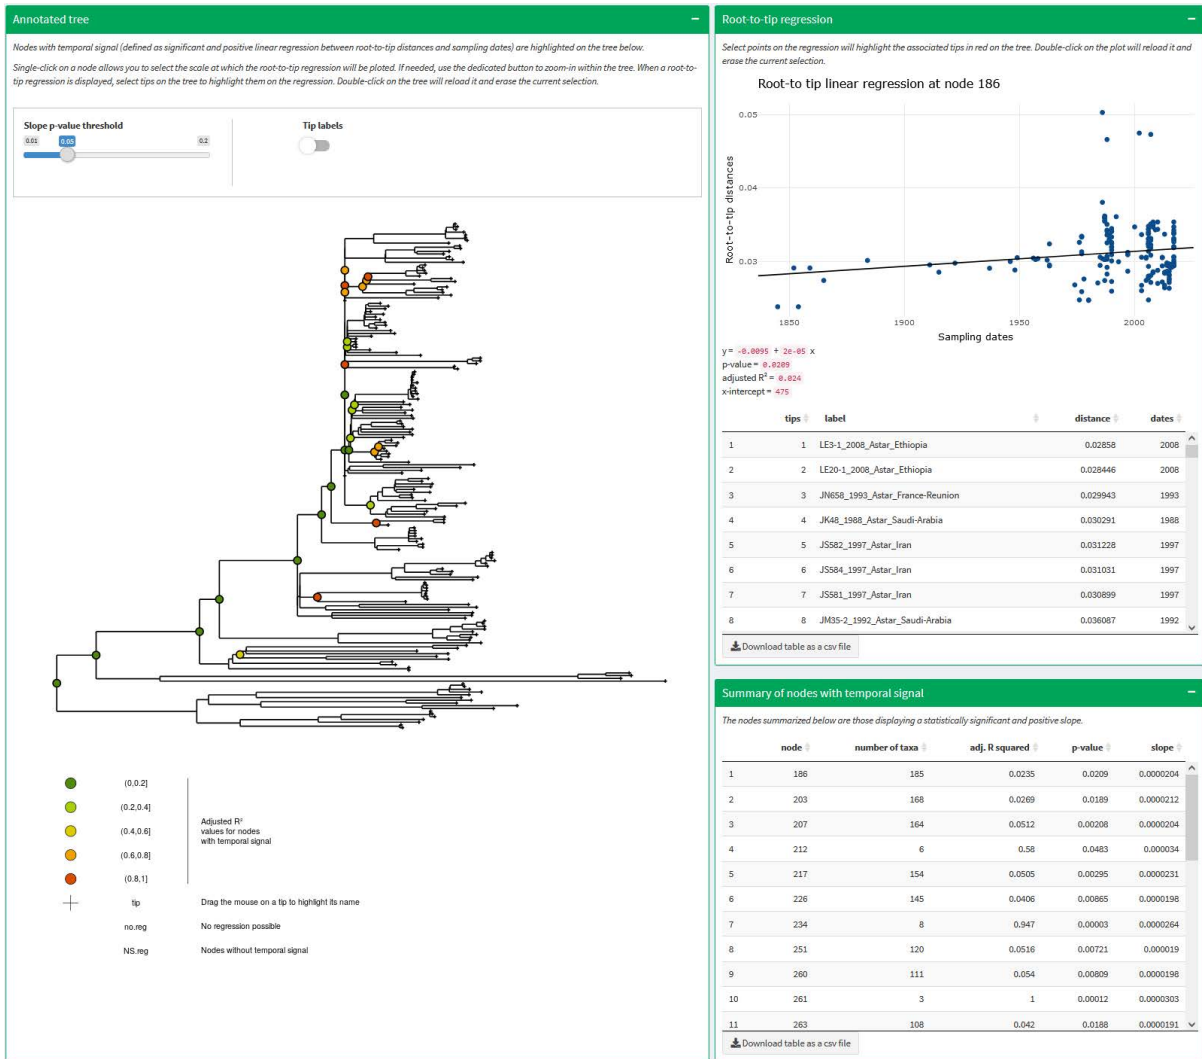 Annotated tree
Nodes with temporal signal (defined as significant and positive linear regression between root-to-tip distances and sampling dates) are highlighted on the tree below.
Single-click on a node allows you to select the scale at which the root-to-tip regression will be ploted. If needed, use the dedicated button to zoom-in within the tree. When a root-to-
tip regression is displayed, select tips on the tree to highlight them on the regression. Double-click on the tree will reload it and erase the current selection.
Slope p-value threshold
0.01 0.05 0.2
Tip labels
(0,0.2]
(0.2,0.4]
(0.4,0.6]
(0.6,0.8]
(0.8,1]
Adjusted R²
values for nodes
with temporal signal
tip Drag the mouse on a tip to highlight its name
no.reg No regression possible
NS.reg Nodes without temporal signal
Root-to-tip regression
Select points on the regression will highlight the associated tips in red on the tree. Double-click on the plot will reload it and
erase the current selection.
Root-to tip linear regression at node 186
Root-to-tip distances
0.05
0.04
0.03
1850 1900 1950 2000
Sampling dates
y = -0.0095 + 2e-05 x
p-value = 0.0209
adjusted R² = 0.024
x-intercept = 475
tips label distance dates
1 1 LE3-1_2008_Astar_Ethiopia 0.02858 2008
2 2 LE20-1_2008_Astar_Ethiopia 0.028446 2008
3 3 JN658_1993_Astar_France-Reunion 0.029943 1993
4 4 JK48_1988_Astar_Saudi-Arabia 0.030291 1988
5 5 JS582_1997_Astar_Iran 0.031228 1997
6 6 JS584_1997_Astar_Iran 0.031031 1997
7 7 JS581_1997_Astar_Iran 0.030899 1997
8 8 JM35-2_1992_Astar_Saudi-Arabia 0.036087 1992
Download table as a csv file
Summary of nodes with temporal signal
The nodes summarized below are those displaying a statistically significant and positive slope.
node number of taxa adj. R squared p-value slope
1 186 185 0.0235 0.0209 0.0000204
2 203 168 0.0269 0.0189 0.0000212
3 207 164 0.0512 0.00208 0.0000204
4 212 6 0.58 0.0483 0.000034
5 217 154 0.0505 0.00295 0.0000231
6 226 145 0.0406 0.00865 0.0000198
7 234 8 0.947 0.00003 0.0000264
8 251 120 0.0516 0.00721 0.000019
9 260 111 0.054 0.00809 0.0000198
10 261 3 1 0.00012 0.0000303
11 263 108 0.042 0.0188 0.0000191
Download table as a csv file